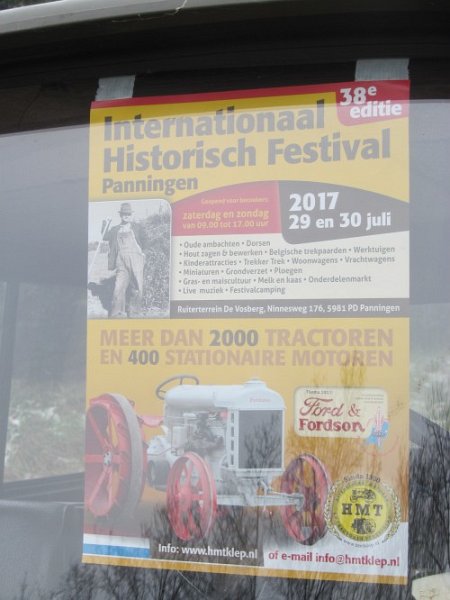 38e
editie
Internationaal
Historisch Festival
Panningen
Geopend voor bezoekers:
zaterdag en zondag
van 09.00 tot 17.00 uur
2017
29 en 30 juli
• Oude ambachten • Dorsen
• Hout zagen & bewerken • Belgische trekpaarden • Werktuigen
• Kinderattracties • Trekker Trek • Woonwagens • Vrachtwagens
• Miniaturen • Grondverzet • Ploegen
• Gras- en maiscultuur • Melk en kaas • Onderdelenmarkt
• Live muziek • Festivalcamping
Ruiterterrein De Vosberg, Ninnesweg 176, 5981 PD Panningen
MEER DAN 2000 TRACTOREN
EN 400 STATIONAIRE MOTOREN
Thema 2017:
Ford &
Fordson
HMT
Info: www.hmtklep.nl of e-mail info@hmtklep.nl